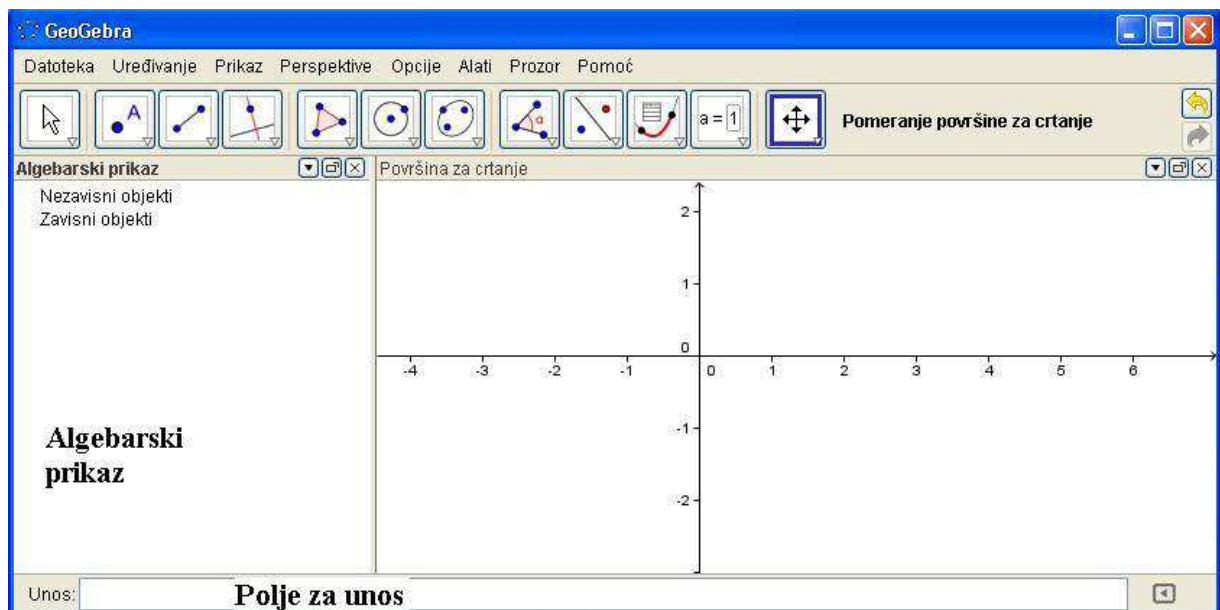 GeoGebra
Datoteka Uređivanje Prikaz Perspektive Opcije Alati Prozor Pomoć
A α a = 1 Pomeranje površine za crtanje
Algebarski prikaz Površina za crtanje
Nezavisni objekti
Zavisni objekti
2
1
0
-4 -3 -2 -1 0 1 2 3 4 5 6
-1
-2
Algebarski
prikaz
Unos: Polje za unos